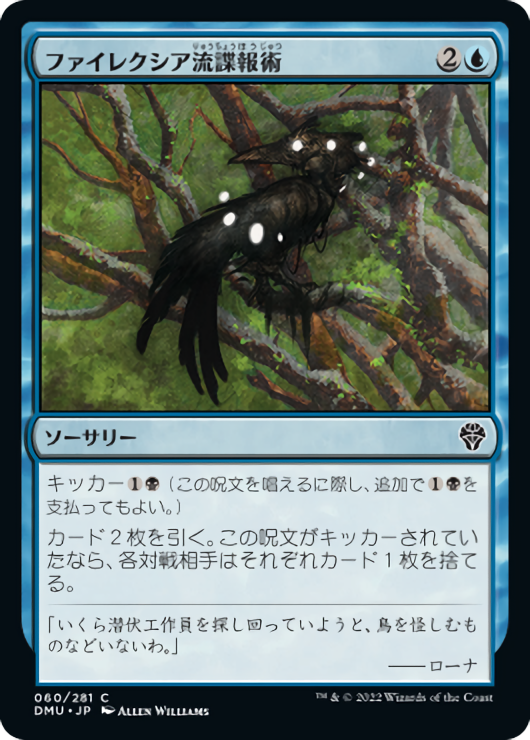 ファイレクシア流諜報術 2
りゅうちょうほうじゅつ
ソーサリー
キッカー1（この呪文を唱えるに際し、追加で1を
支払ってもよい。）
カード２枚を引く。この呪文がキッカーされてい
たなら、各対戦相手はそれぞれカード１枚を捨て
る。
「いくら潜伏工作員を探し回っていようと、鳥を怪しむも
のなどいないわ。」
――ローナ
060/281 C
DMU • JP ALLEN WILLIAMS
™ & © 2022 Wizards of the Coast